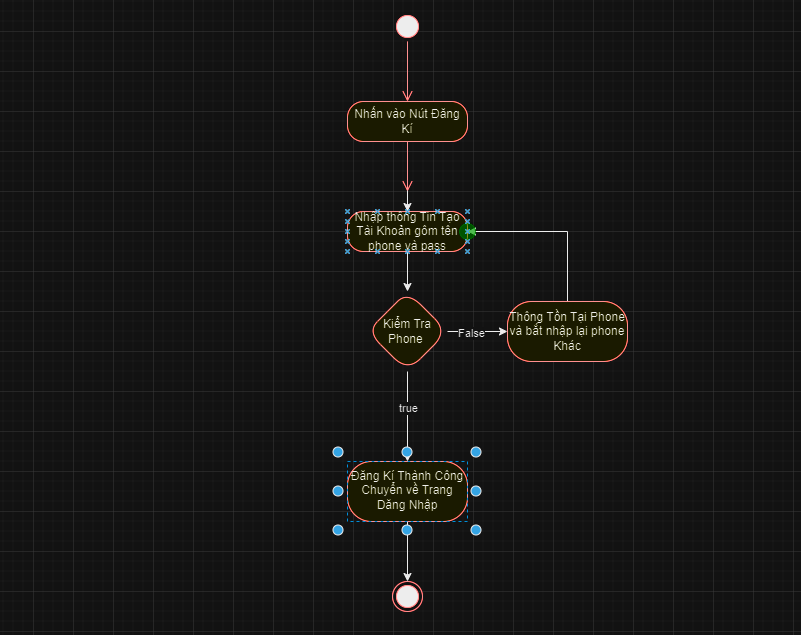 Nhấn vào Nút Đăng
Kí
Nhập thông Tin Tạo
Tài Khoản gôm tên
phone và pass
Kiểm Tra
Phone
False
Thông Tồn Tại Phone
và bắt nhập lại phone
Khác
true
Đăng Kí Thành Công
Chuyển về Trang
Dăng Nhập